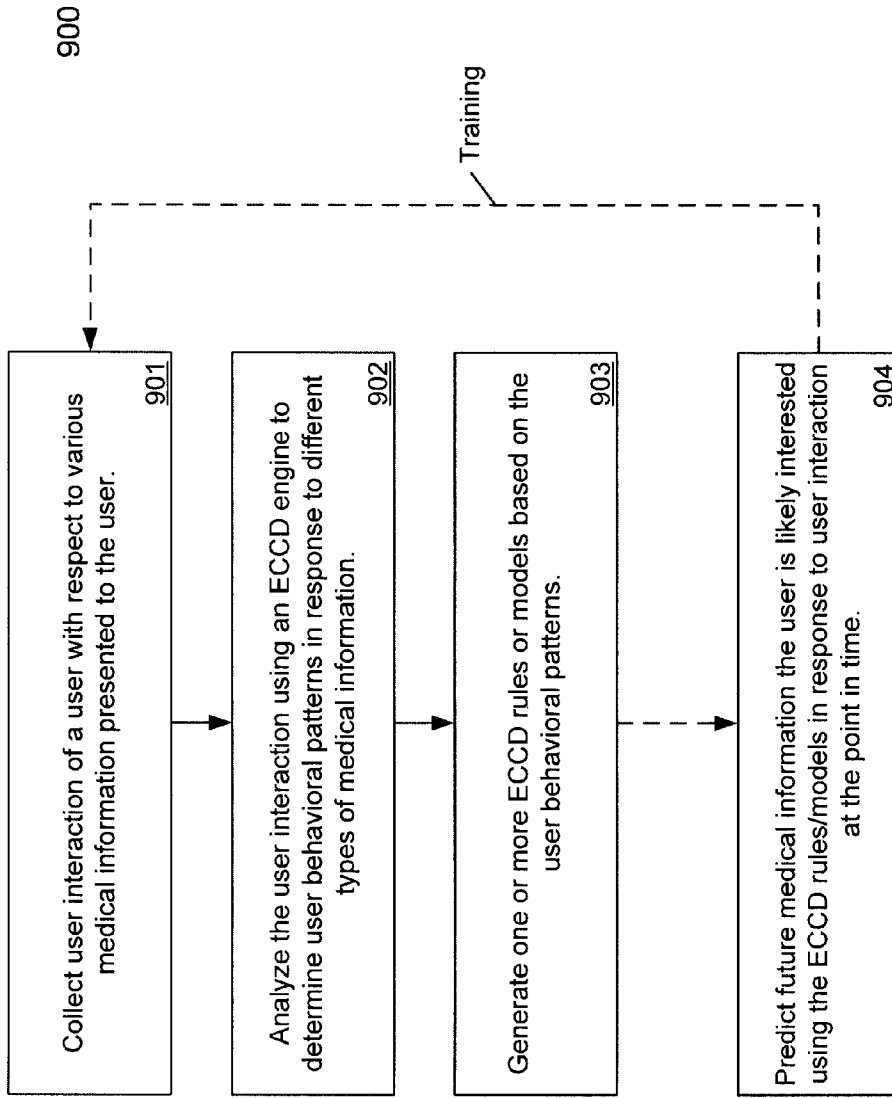 900
Collect user interaction of a user with respect to various
medical information presented to the user.
901
Analyze the user interaction using an ECCD engine to
determine user behavioral patterns in response to different
types of medical information.
902
Generate one or more ECCD rules or models based on the
user behavioral patterns.
903
Predict future medical information the user is likely interested
using the ECCD rules/models in response to user interaction
at the point in time.
904
Training